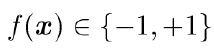 f(𝒙) ∈ {−1, +1}